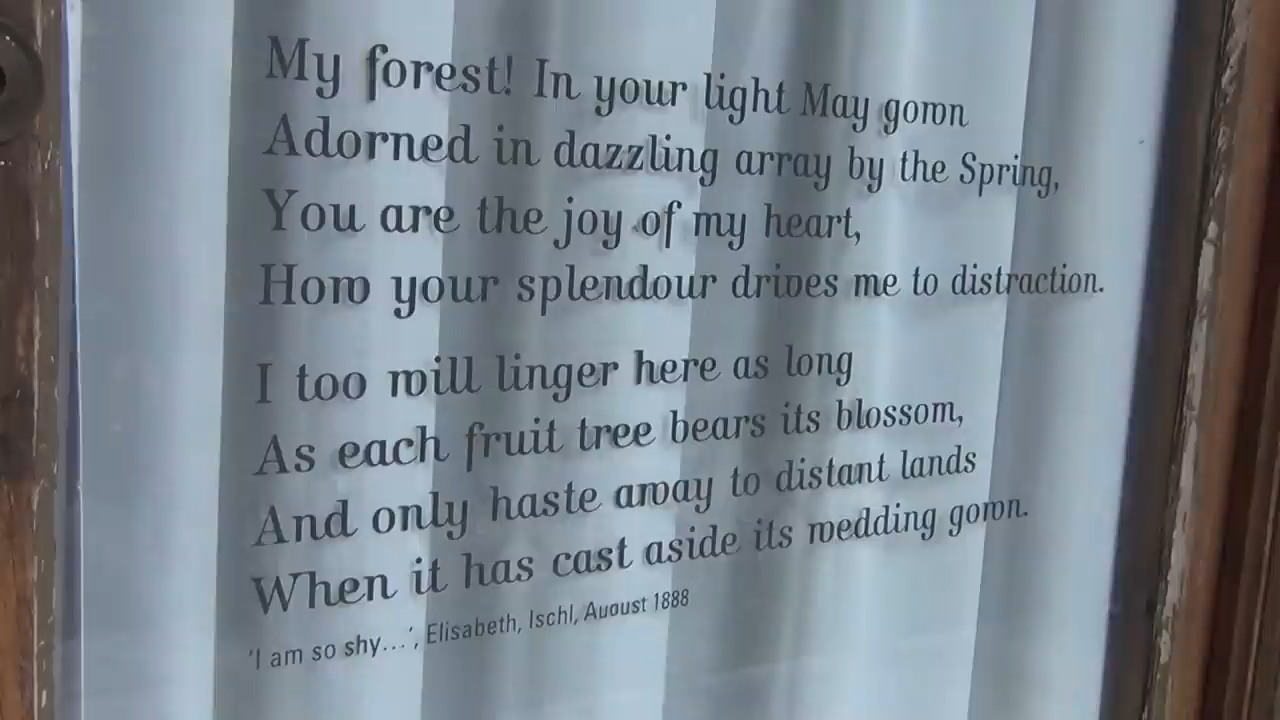 My forest! In your light May gown
Adorned in dazzling array by the Spring,
You are the joy of my heart,
How your splendour drives me to distraction.
I too will linger here as long
As each fruit tree bears its blossom,
And only haste away to distant lands
When it has cast aside its wedding gown.
'I am so shy...', Elisabeth, Ischl, August 1888